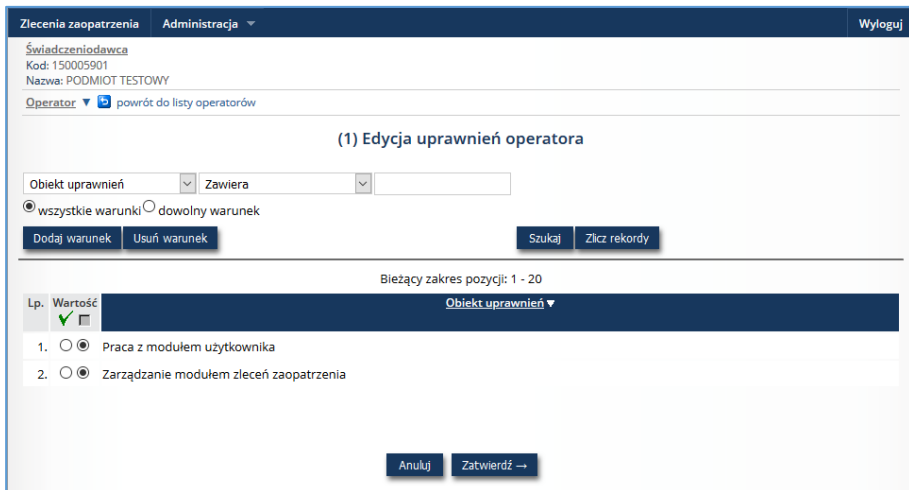 Zlecenia zaopatrzenia Administracja Wyloguj
Świadczeniodawca
Kod: 150005901
Nazwa: PODMIOT TESTOWY
Operator powrót do listy operatorów
(1) Edycja uprawnień operatora
Obiekt uprawnień Zawiera
wszystkie warunki dowolny warunek
Dodaj warunek Usuń warunek Szukaj Zlicz rekordy
Bieżący zakres pozycji: 1 - 20
Lp. Wartość Obiekt uprawnień
1. Praca z modułem użytkownika
2. Zarządzanie modułem zleceń zaopatrzenia
Anuluj Zatwierdź →